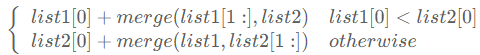 list1[0] + merge(list1[1 :], list2) list1[0] < list2[0]
list2[0] + merge(list1, list2[1 :]) otherwise